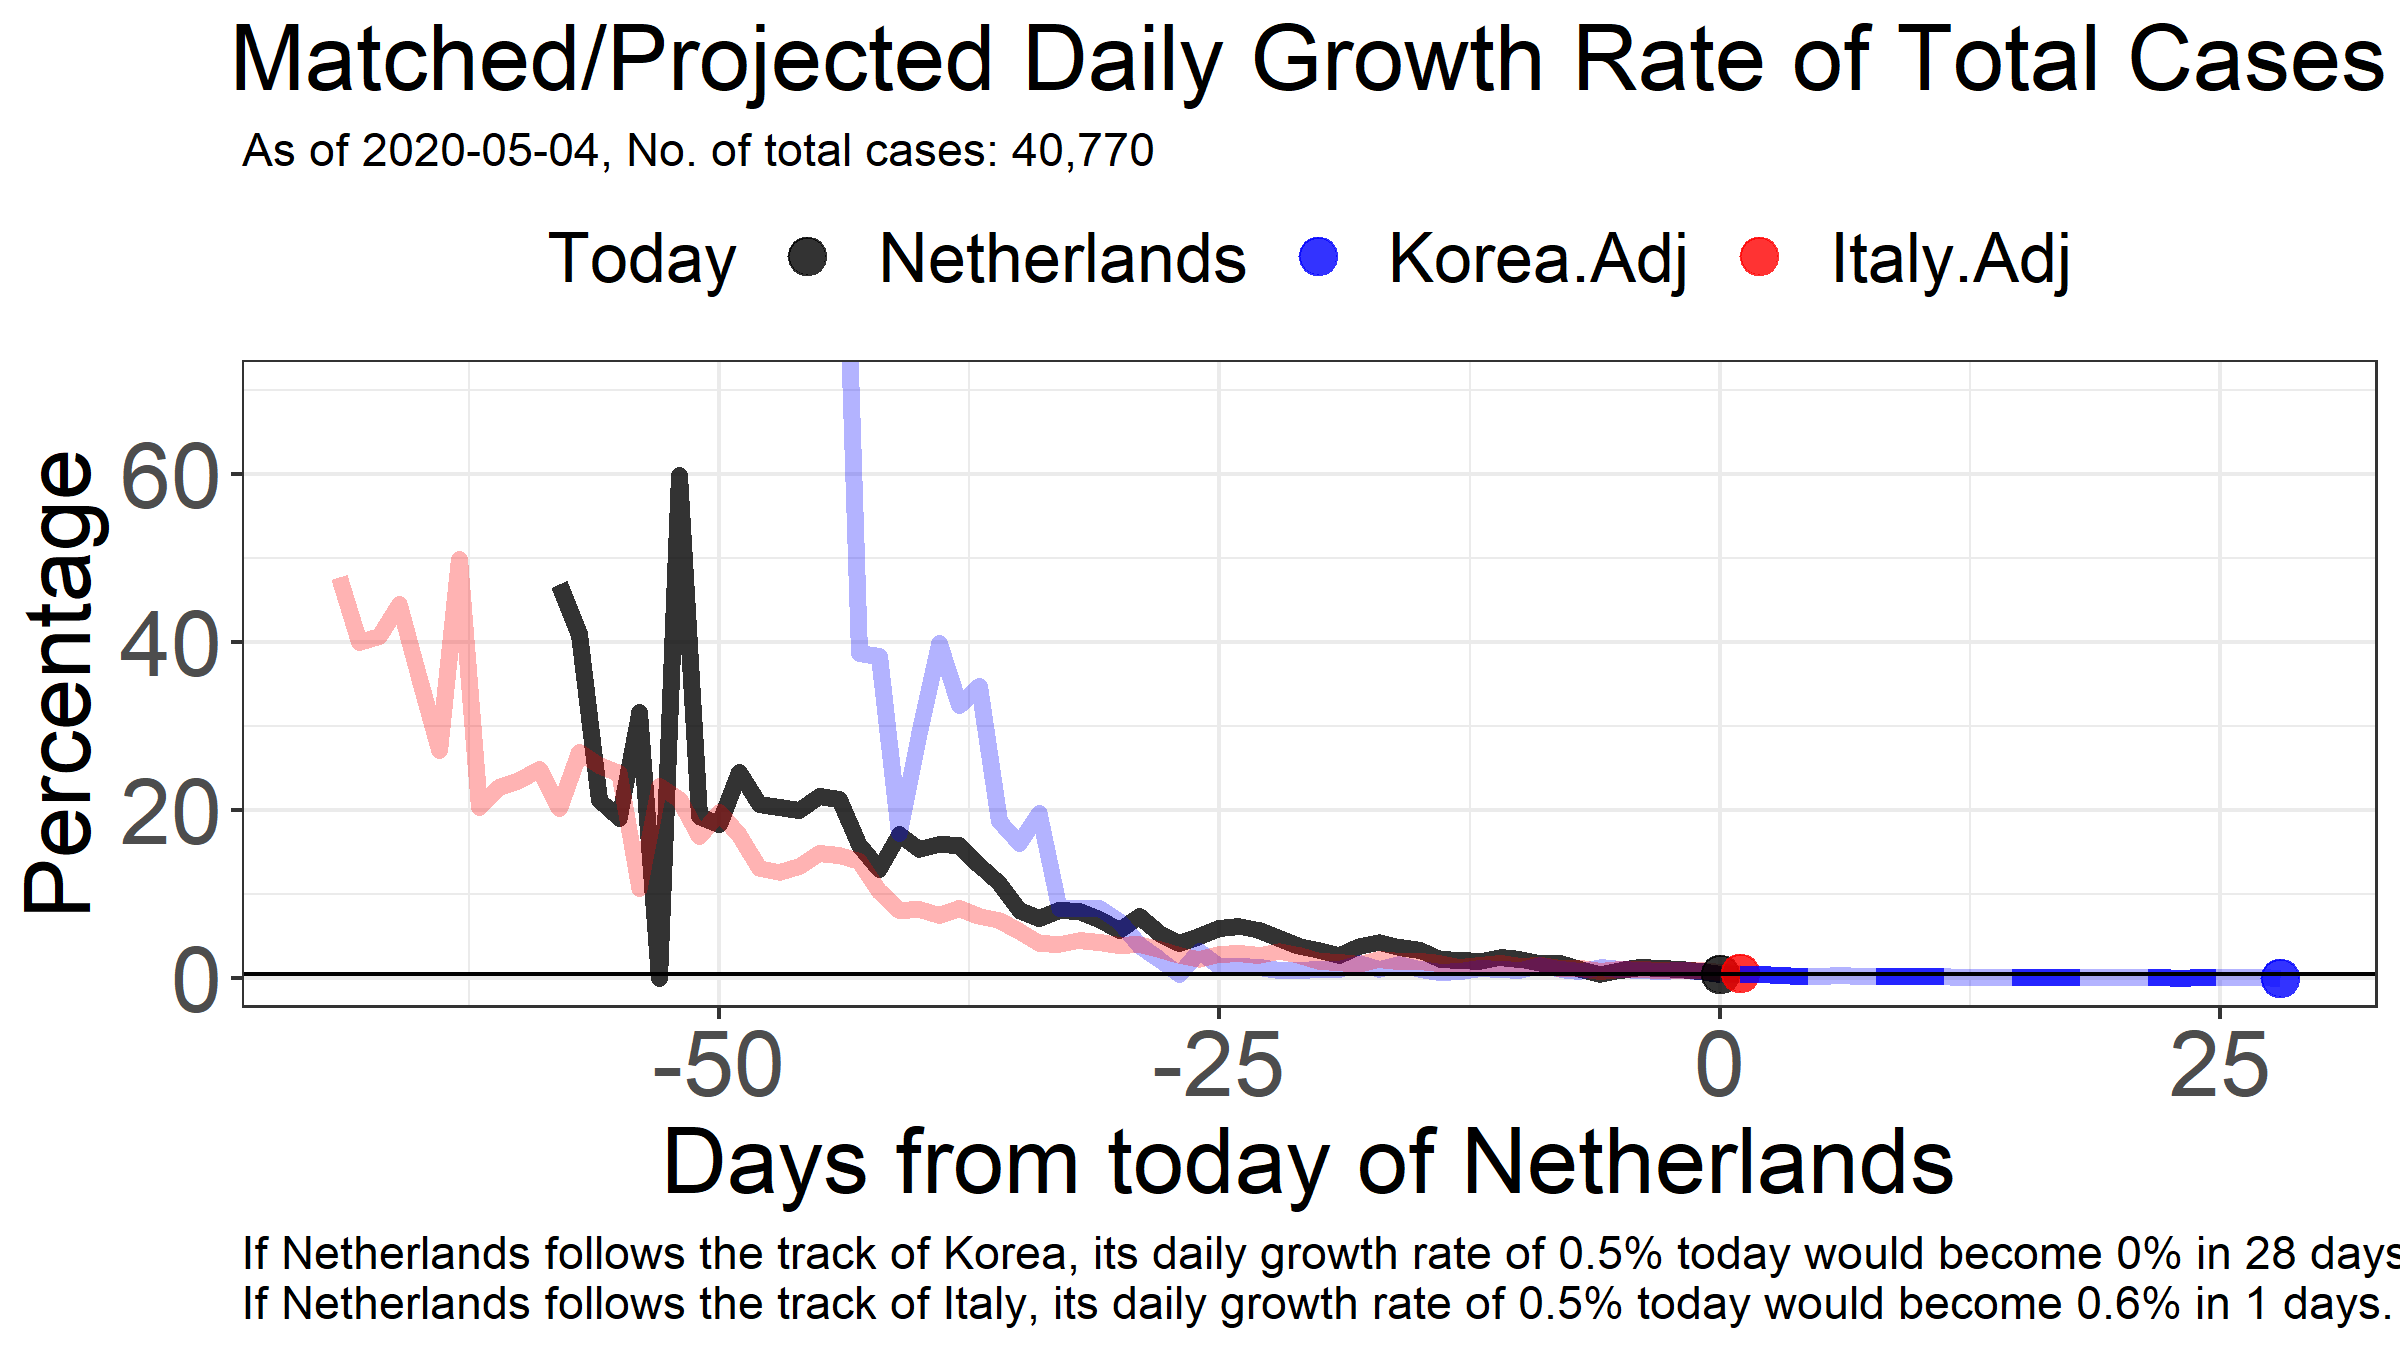 Matched/Projected Daily Growth Rate of Total Cases
As of 2020-05-04, No. of total cases: 40,770
Today Netherlands Korea.Adj Italy.Adj
Percentage
60
40
20
0
-50 -25 0 25
Days from today of Netherlands
If Netherlands follows the track of Korea, its daily growth rate of 0.5% today would become 0% in 28 days
If Netherlands follows the track of Italy, its daily growth rate of 0.5% today would become 0.6% in 1 days.